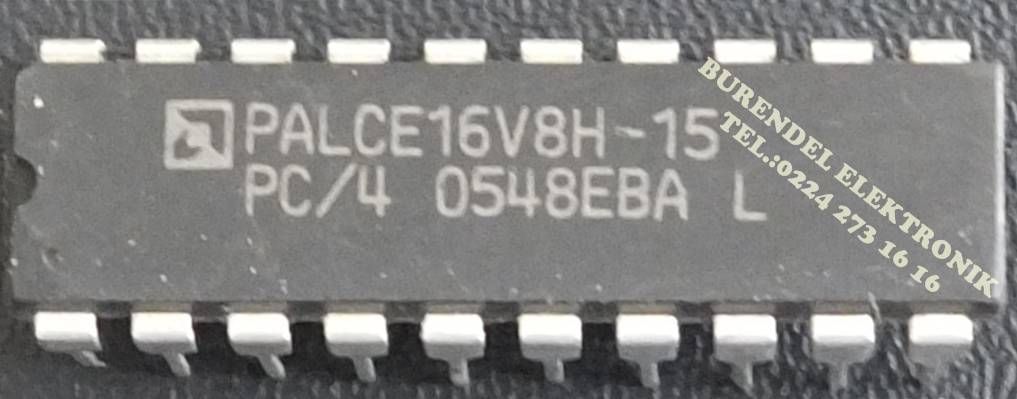 PALCE16V8H-15
PC/4 0548EBA L
BURENDEL ELEKTRONIK
TEL.:0224 273 16 16